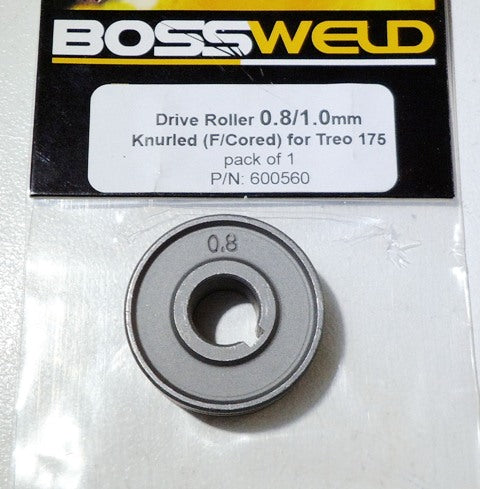 BOSSWELD
Drive Roller 0.8/1.0mm
Knurled (F/Cored) for Treo 175
pack of 1
P/N: 600560
0.8